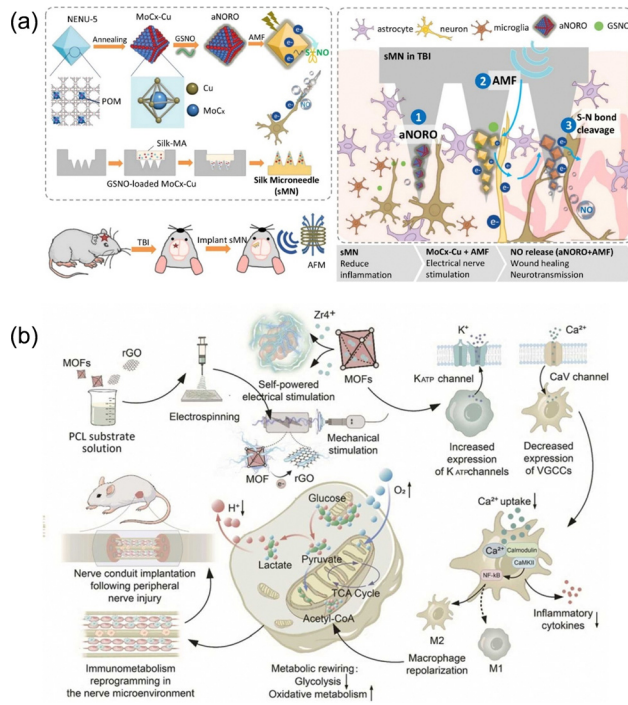 (a)
NENU-5 MoCx-Cu aNORO
Annealing GSNO AMF
POM
Cu
MoCx
e-
S
NO
NO
Silk-MA
GSNO-loaded MoCx-Cu
Silk Microneedle
(sMN)
TBI
Implant sMN
AFM
astrocyte neuron microglia aNORO GSNO
sMN in TBI
1
aNORO
2 AMF
3
S-N bond
cleavage
e-
NO
sMN
Reduce
inflammation
MoCx-Cu + AMF
Electrical nerve
stimulation
NO release (aNORO+AMF)
Wound healing
Neurotransmission
(b)
MOFs
rGO
PCL substrate
solution
Electrospinning
Zr4+
Self-powered
electrical stimulation
MOFs
Mechanical
stimulation
MOF
rGO
K+
KATP channel
Increased
expression
of KATPchannels
Ca2+
CaV channel
Decreased
expression
of VGCCs
Ca2+ uptake
Ca2+
Calmodulin
CaMKII
NF-kB
Inflammatory
cytokines
M2
M1
Macrophage
repolarization
H+
O2
Glucose
Lactate
Pyruvate
TCA Cycle
Acetyl-CoA
Metabolic rewiring:
Glycolysis
Oxidative metabolism
Nerve conduit implantation
following peripheral
nerve injury
Immunometabolism
reprogramming in
the nerve microenvironment